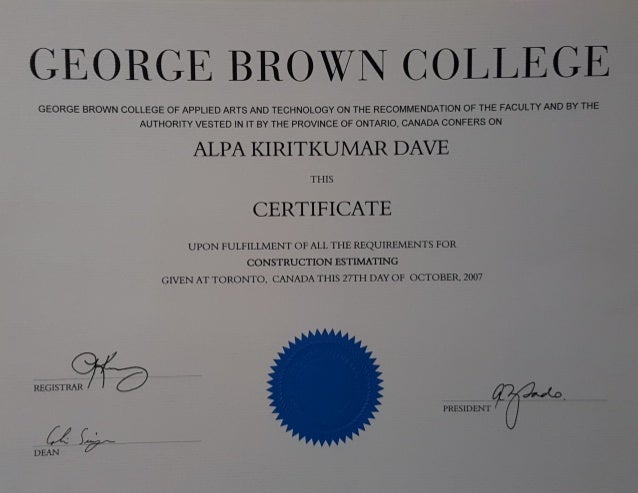 GEORGE BROWN COLLEGE
GEORGE BROWN COLLEGE OF APPLIED ARTS AND TECHNOLOGY ON THE RECOMMENDATION OF THE FACULTY AND BY THE
AUTHORITY VESTED IN IT BY THE PROVINCE OF ONTARIO, CANADA CONFERS ON
ALPA KIRITKUMAR DAVE
THIS
CERTIFICATE
UPON FULFILLMENT OF ALL THE REQUIREMENTS FOR
CONSTRUCTION ESTIMATING
GIVEN AT TORONTO, CANADA THIS 27TH DAY OF OCTOBER, 2007
REGISTRAR
PRESIDENT
DEAN